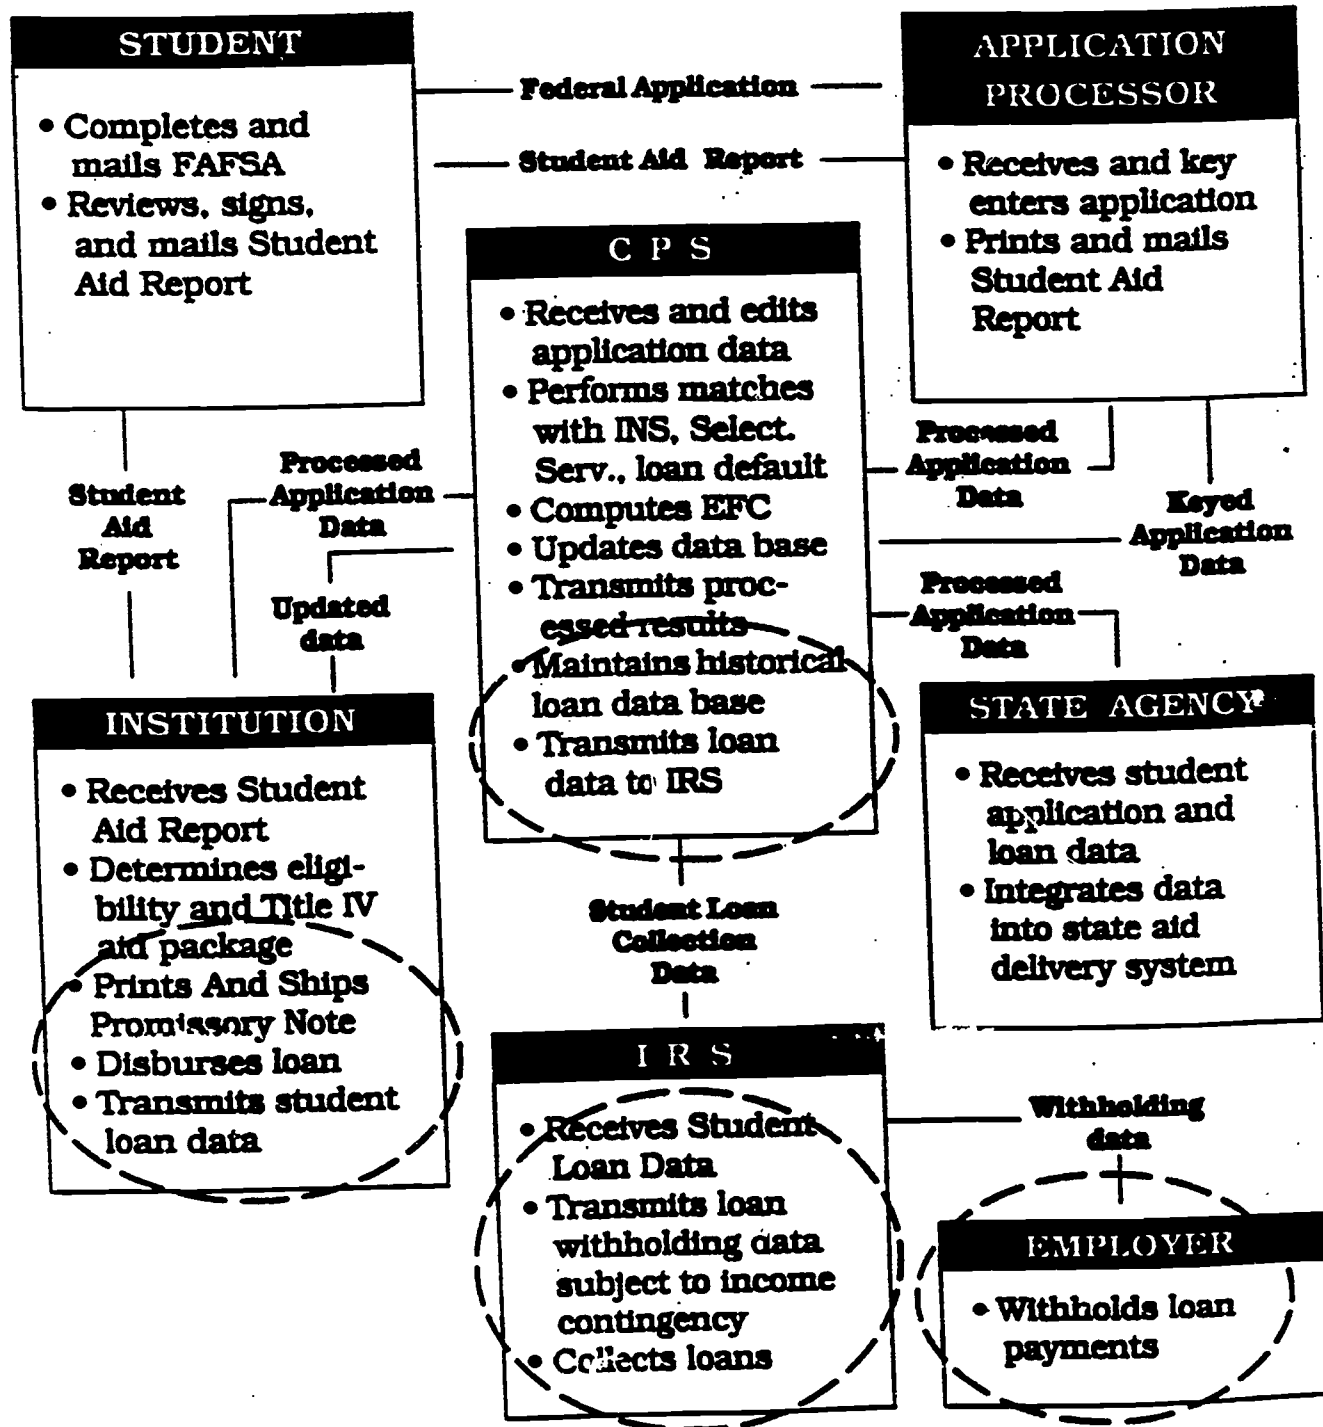 STUDENT
• Completes and
mails FAFSA
• Reviews, signs,
and mails Student
Aid Report
Federal Application
Student Aid Report
APPLICATION
PROCESSOR
• Receives and key
enters application
• Prints and mails
Student Aid
Report
C P S
• Receives and edits
application data
• Performs matches
with INS, Select.
Serv., loan default
• Computes EFC
• Updates data base
• Transmits proc-
essed results
• Maintains historical
loan data base
• Transmits loan
data to IRS
Student
Aid
Report
Processed
Application
Data
Updated
data
Processed
Application
Data
Keyed
Application
Data
Processed
Application
Data
INSTITUTION
• Receives Student
Aid Report
• Determines eligi-
bility and Title IV
aid package
• Prints And Ships
Promissory Note
• Disburses loan
• Transmits student
loan data
STATE AGENCY
• Receives student
application and
loan data
• Integrates data
into state aid
delivery system
Student Loan
Collection
Data
I R S
• Receives Student
Loan Data
• Transmits loan
withholding data
subject to income
contingency
• Collects loans
Withholding
data
EMPLOYER
• Withholds loan
payments